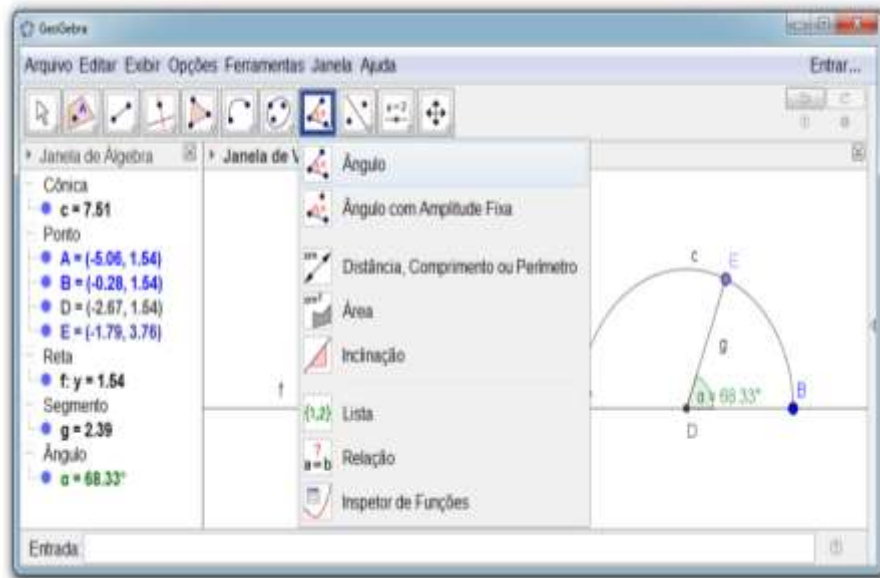 GeoGebra
Arquivo Editar Exibir Opções Ferramentas Janela Ajuda
Entrar...
Janela de Álgebra
Janela de V
Cônica
c = 7.51
Ponto
A = (-5.06, 1.54)
B = (-0.28, 1.54)
D = (-2.67, 1.54)
E = (-1.79, 3.76)
Reta
f: y = 1.54
Segmento
g = 2.39
Ângulo
α = 68.33°
Ângulo
Ângulo com Amplitude Fixa
Distância, Comprimento ou Perímetro
Área
Inclinação
{1,2} Lista
? a=b Relação
Inspetor de Funções
f
c
E
g
α = 68.33°
B
D
Entrada: